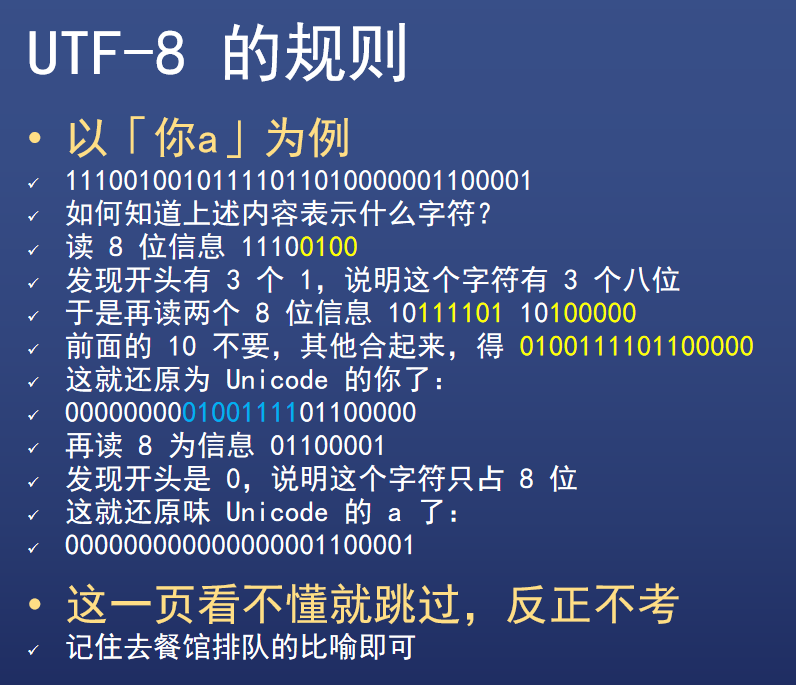 UTF-8 的规则
• 以「你a」为例
✓ 11100100101111011010000001100001
✓ 如何知道上述内容表示什么字符？
✓ 读 8 位信息 11100100
✓ 发现开头有 3 个 1，说明这个字符有 3 个八位
✓ 于是再读两个 8 位信息 10111101 10100000
✓ 前面的 10 不要，其他合起来，得 0100111101100000
✓ 这就还原为 Unicode 的你了：
✓ 000000000100111101100000
✓ 再读 8 为信息 01100001
✓ 发现开头是 0，说明这个字符只占 8 位
✓ 这就还原味 Unicode 的 a 了：
✓ 000000000000000001100001
• 这一页看不懂就跳过，反正不考
✓ 记住去餐馆排队的比喻即可